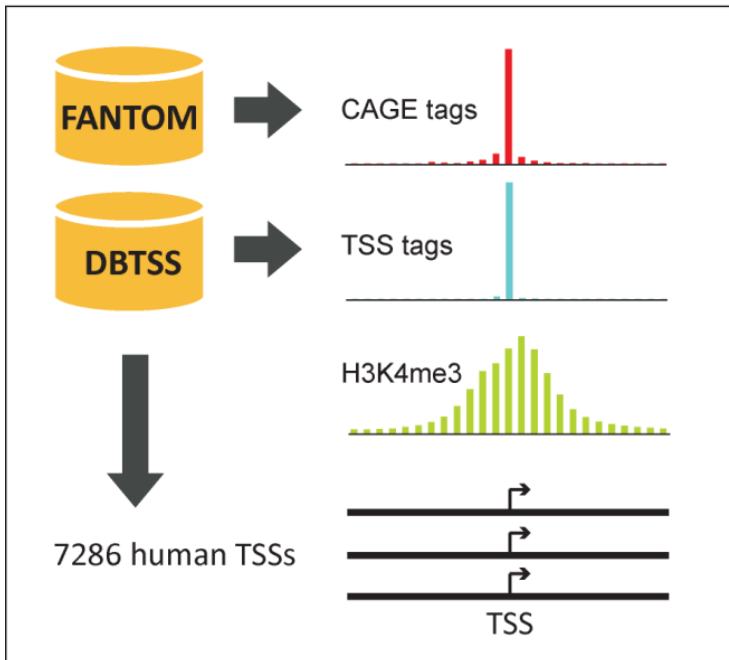 FANTOM
CAGE tags
DBTSS
TSS tags
H3K4me3
7286 human TSSs
TSS